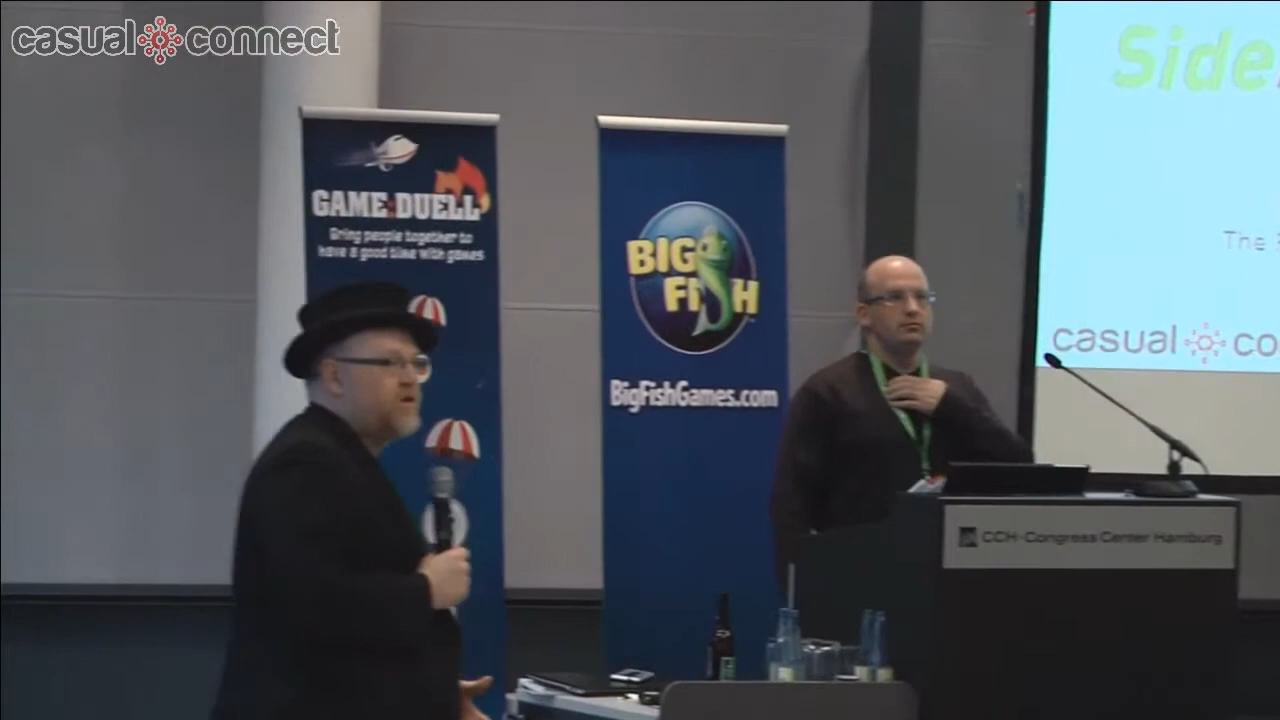 casual connect
GAME DUELL
Bring people together to
have a good time with games
BIG
FISH
BigFishGames.com
Side
The
casual co
CCH-Congress Center Hamburg